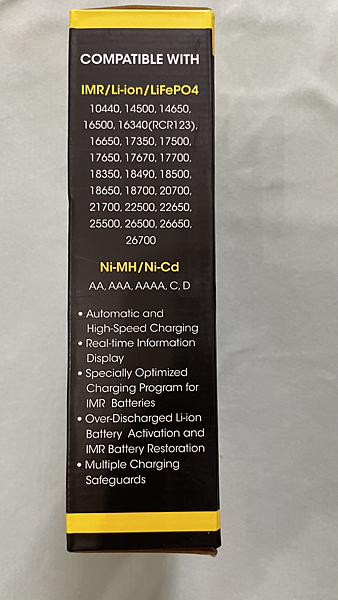 COMPATIBLE WITH
IMR/Li-ion/LiFePO4
10440, 14500, 14650,
16500, 16340(RCR123),
16650, 17350, 17500,
17650, 17670, 17700,
18350, 18490, 18500,
18650, 18700, 20700,
21700, 22500, 22650,
25500, 26500, 26650,
26700
Ni-MH/Ni-Cd
AA, AAA, AAAA, C, D
• Automatic and
High-Speed Charging
• Real-time Information
Display
• Specially Optimized
Charging Program for
IMR Batteries
• Over-Discharged Li-ion
Battery Activation and
IMR Battery Restoration
• Multiple Charging
Safeguards